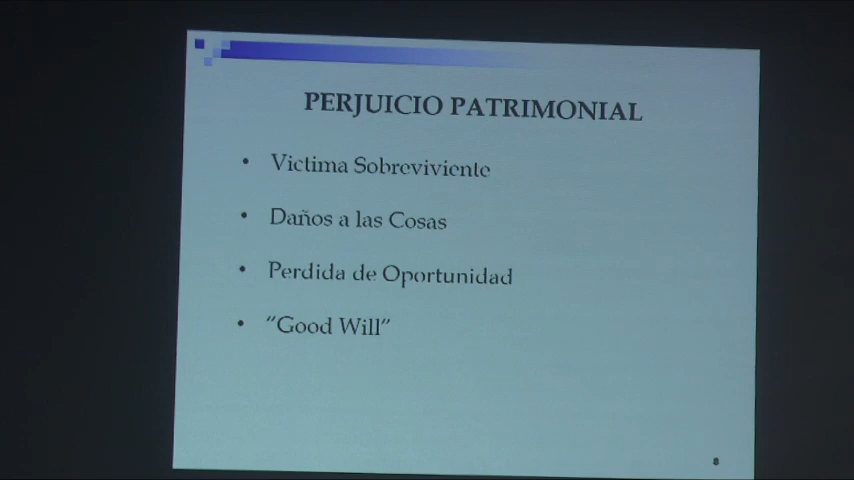 PERJUICIO PATRIMONIAL
• Victima Sobreviviente
• Daños a las Cosas
• Perdida de Oportunidad
• “Good Will”
8